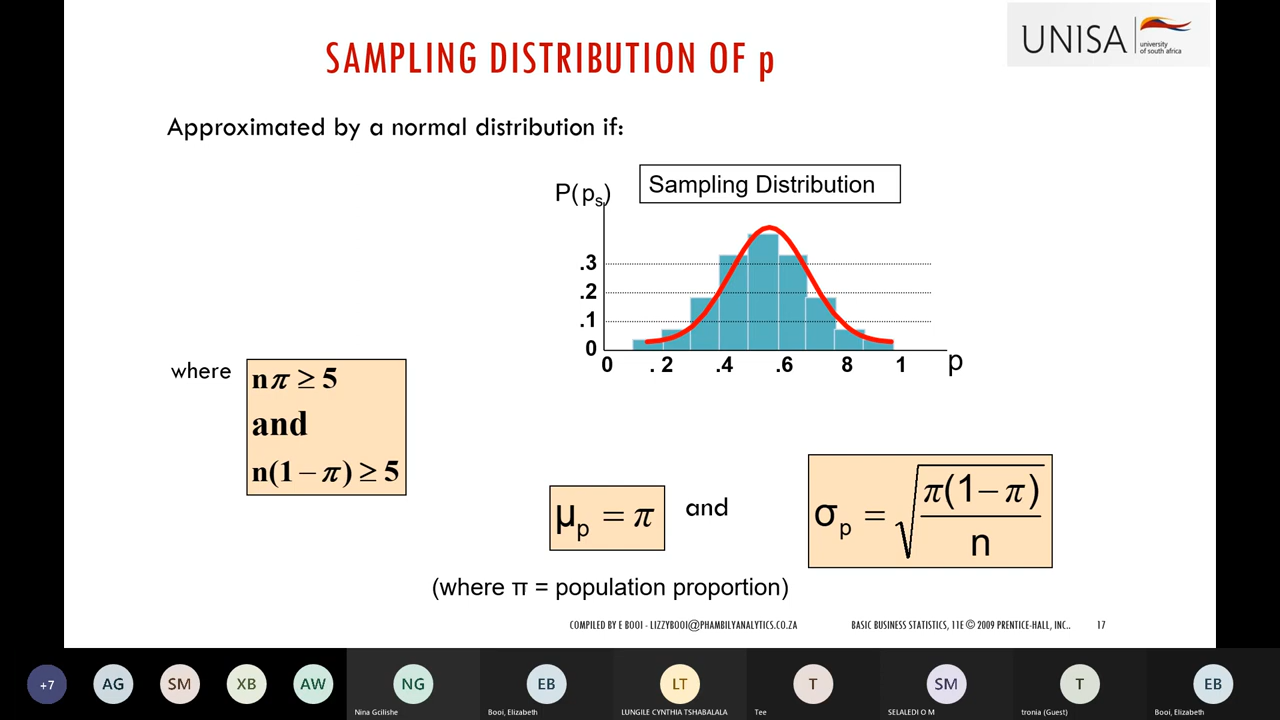 SAMPLING DISTRIBUTION OF p
UNISA
university
of south africa
Approximated by a normal distribution if:
Sampling Distribution
P(ps)
.3
.2
.1
0
0 . 2 .4 .6 8 1 p
where
nπ ≥ 5
and
n(1 − π) ≥ 5
μp = π
and
σp = √(π(1− π)/n)
(where π = population proportion)
COMPILED BY E BOOI - LIZZYBOOI@PHAMBILYANALYTICS.CO.ZA
BASIC BUSINESS STATISTICS, 11E © 2009 PRENTICE-HALL, INC..
17
+7 AG SM XB AW NG EB LT T SM T EB
Nina Gcilishe
Booi, Elizabeth
LUNGILE CYNTHIA TSHABALALA
Tee
SELALEDI O M
tronia (Guest)
Booi, Elizabeth